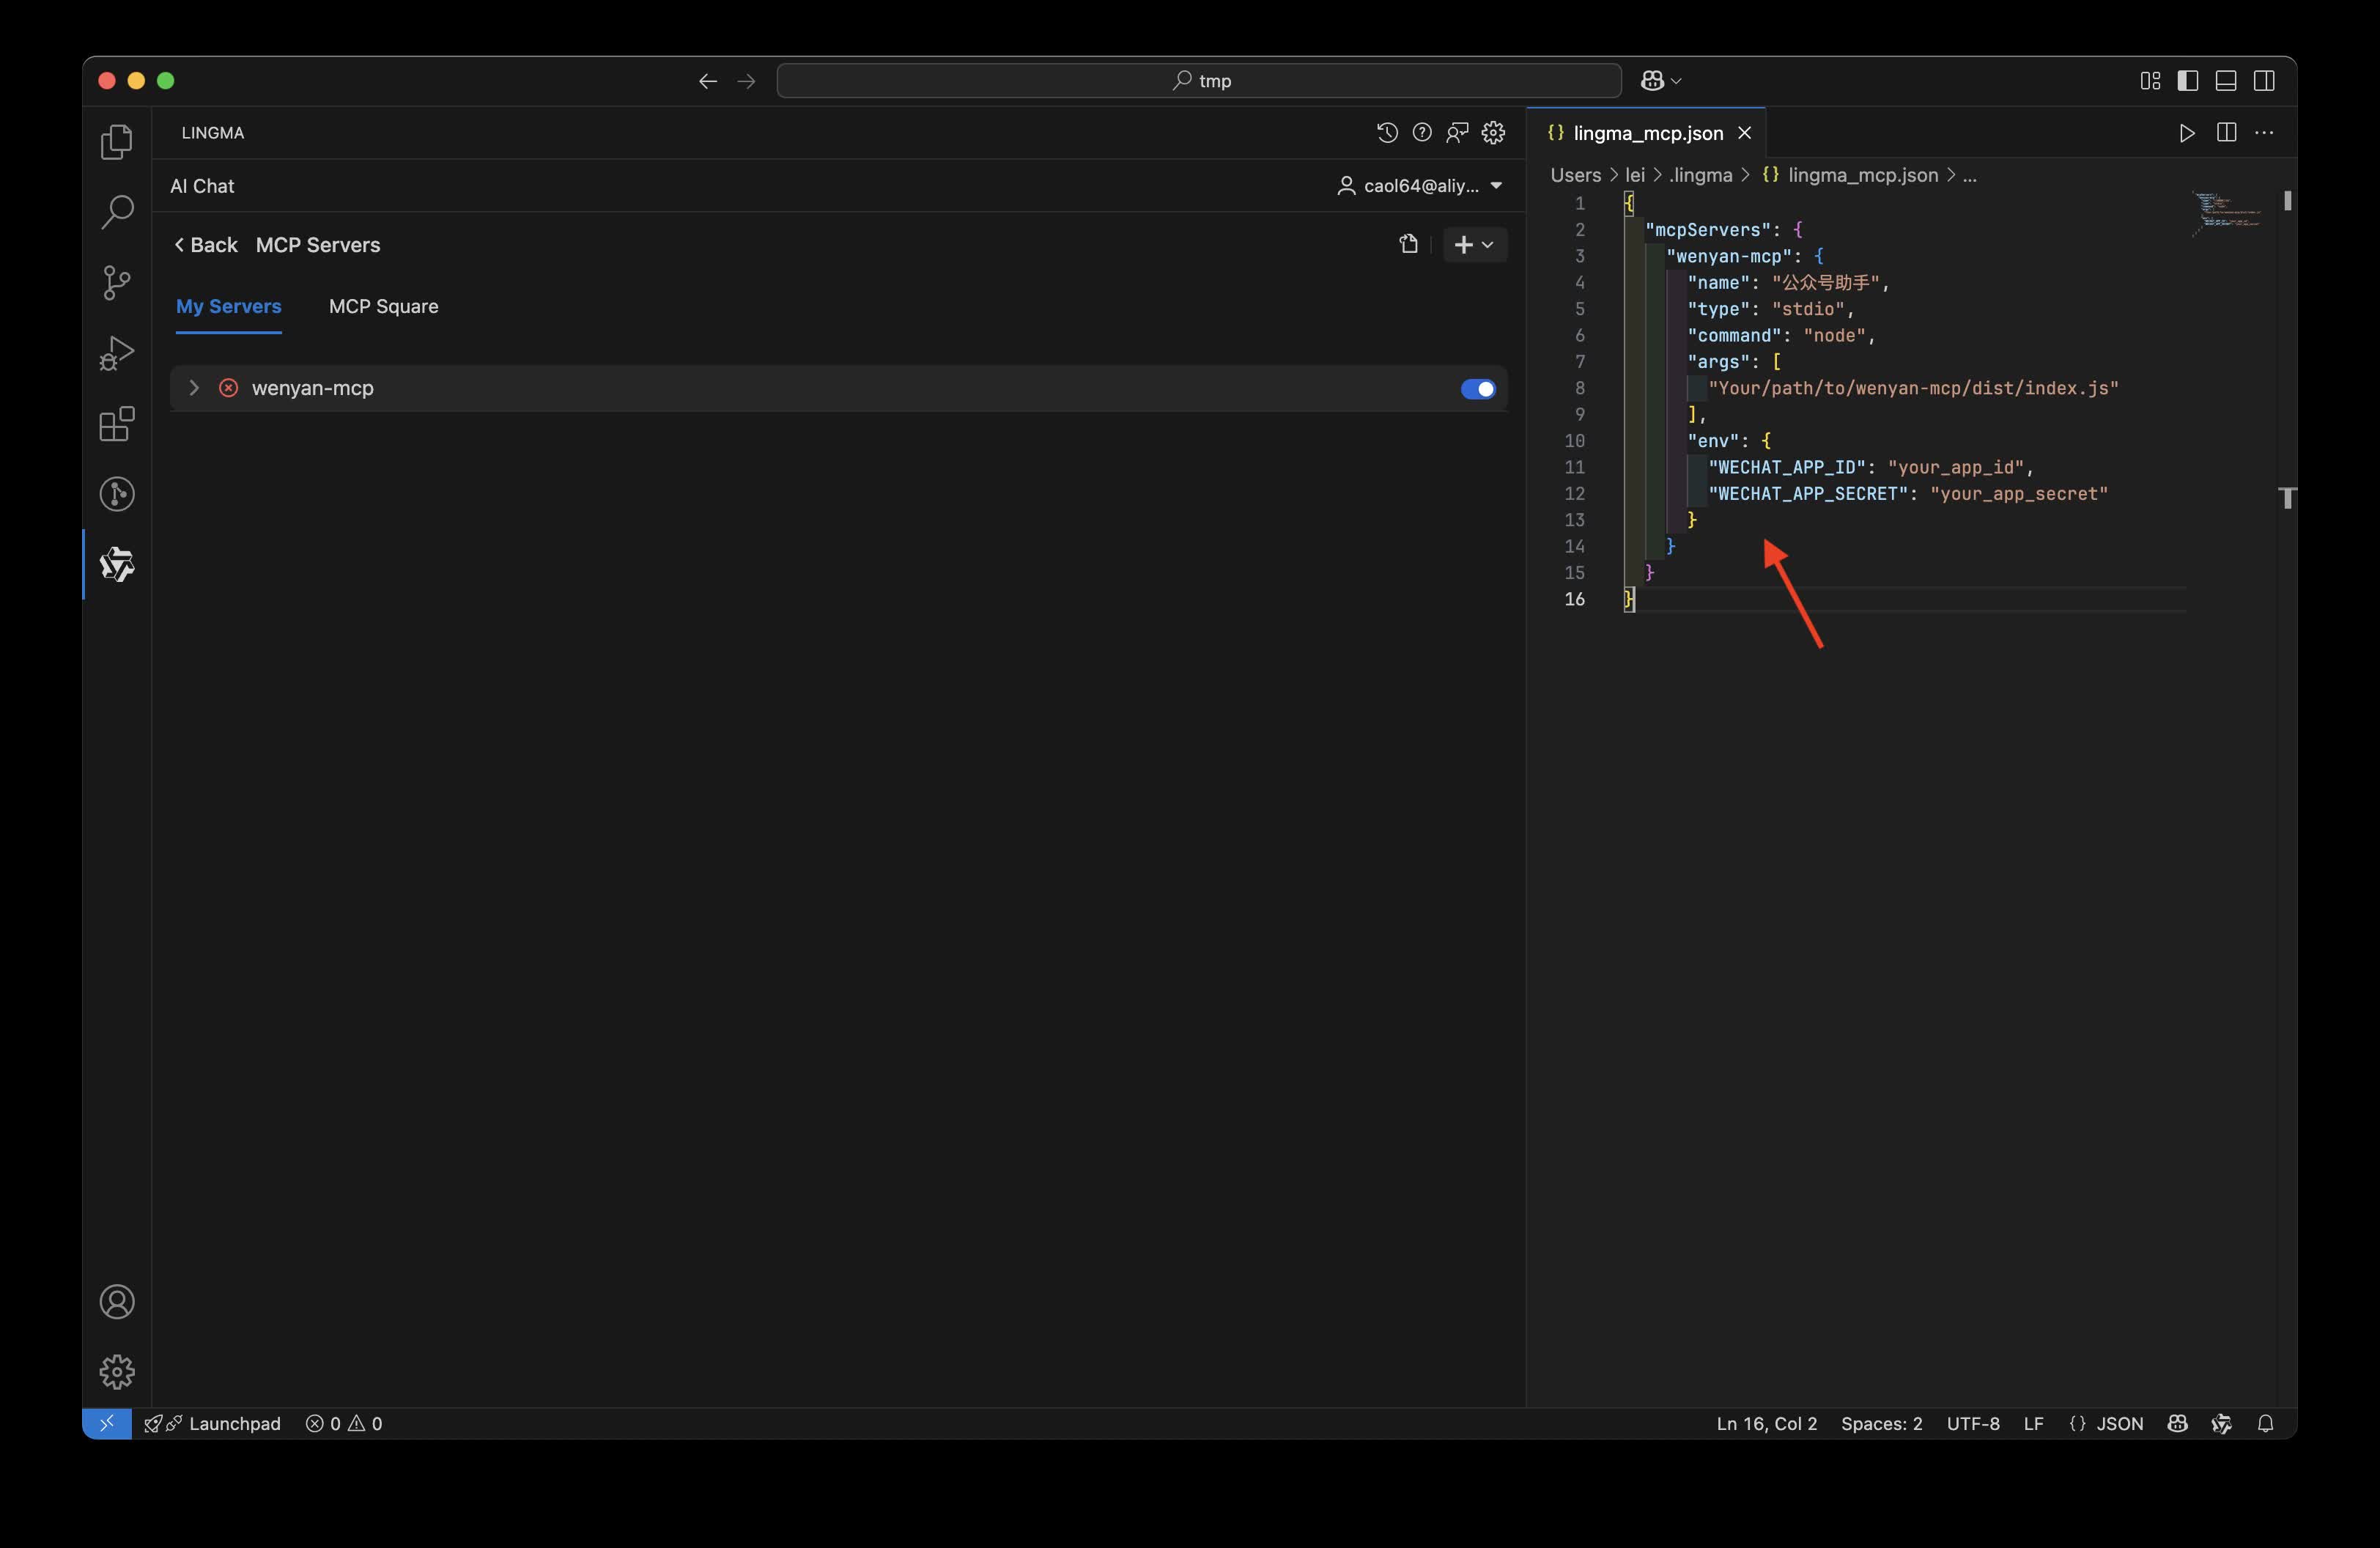 tmp
LINGMA
AI Chat
caol64@aliy...
Back MCP Servers
My Servers MCP Square
wenyan-mcp
{} lingma_mcp.json
Users > lei > .lingma > {} lingma_mcp.json > ...
1 {
2 "mcpServers": {
3 "wenyan-mcp": {
4 "name": "公众号助手",
5 "type": "stdio",
6 "command": "node",
7 "args": [
8 "Your/path/to/wenyan-mcp/dist/index.js"
9 ],
10 "env": {
11 "WECHAT_APP_ID": "your_app_id",
12 "WECHAT_APP_SECRET": "your_app_secret"
13 }
14 }
15 }
16 }
Launchpad 0 0 Ln 16, Col 2 Spaces: 2 UTF-8 LF {} JSON